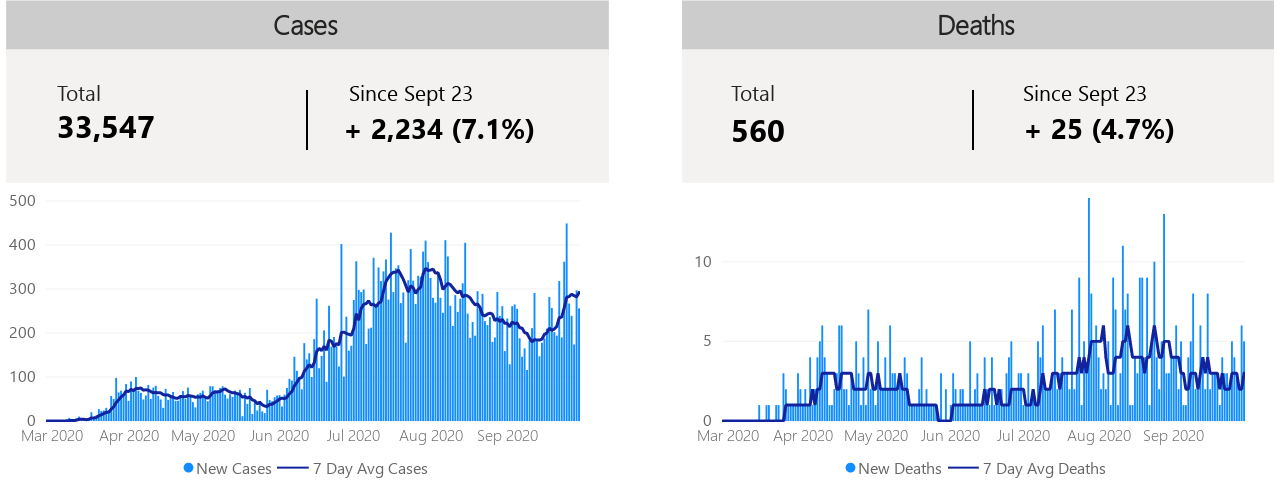 Cases
Total
33,547
Since Sept 23
+ 2,234 (7.1%)
500
400
300
200
100
0
Mar 2020 Apr 2020 May 2020 Jun 2020 Jul 2020 Aug 2020 Sep 2020
New Cases 7 Day Avg Cases
Deaths
Total
560
Since Sept 23
+ 25 (4.7%)
10
5
0
Mar 2020 Apr 2020 May 2020 Jun 2020 Jul 2020 Aug 2020 Sep 2020
New Deaths 7 Day Avg Deaths